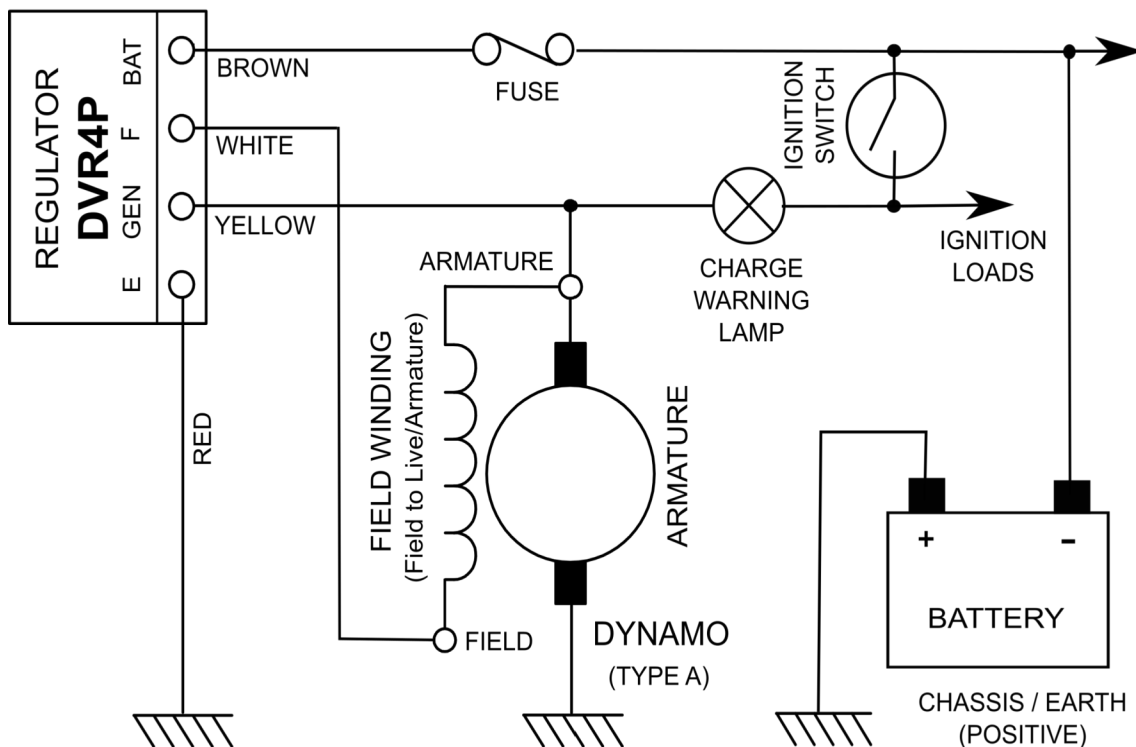 REGULATOR
DVR4P
BAT
F
GEN
E
BROWN
WHITE
YELLOW
RED
FUSE
IGNITION
SWITCH
IGNITION
LOADS
CHARGE
WARNING
LAMP
ARMATURE
FIELD WINDING
(Field to Live/Armature)
ARMATURE
FIELD
DYNAMO
(TYPE A)
+
-
BATTERY
CHASSIS / EARTH
(POSITIVE)